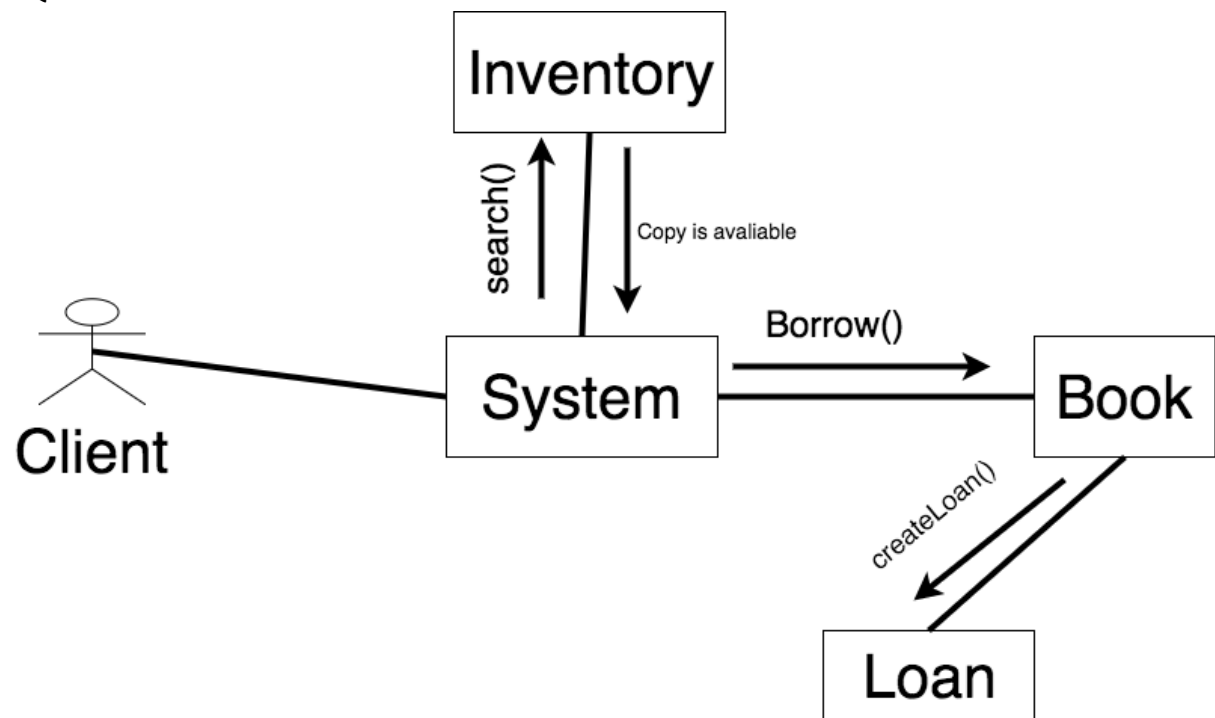 Inventory
search()
Copy is avaliable
Borrow()
Client
System
Book
createLoan()
Loan